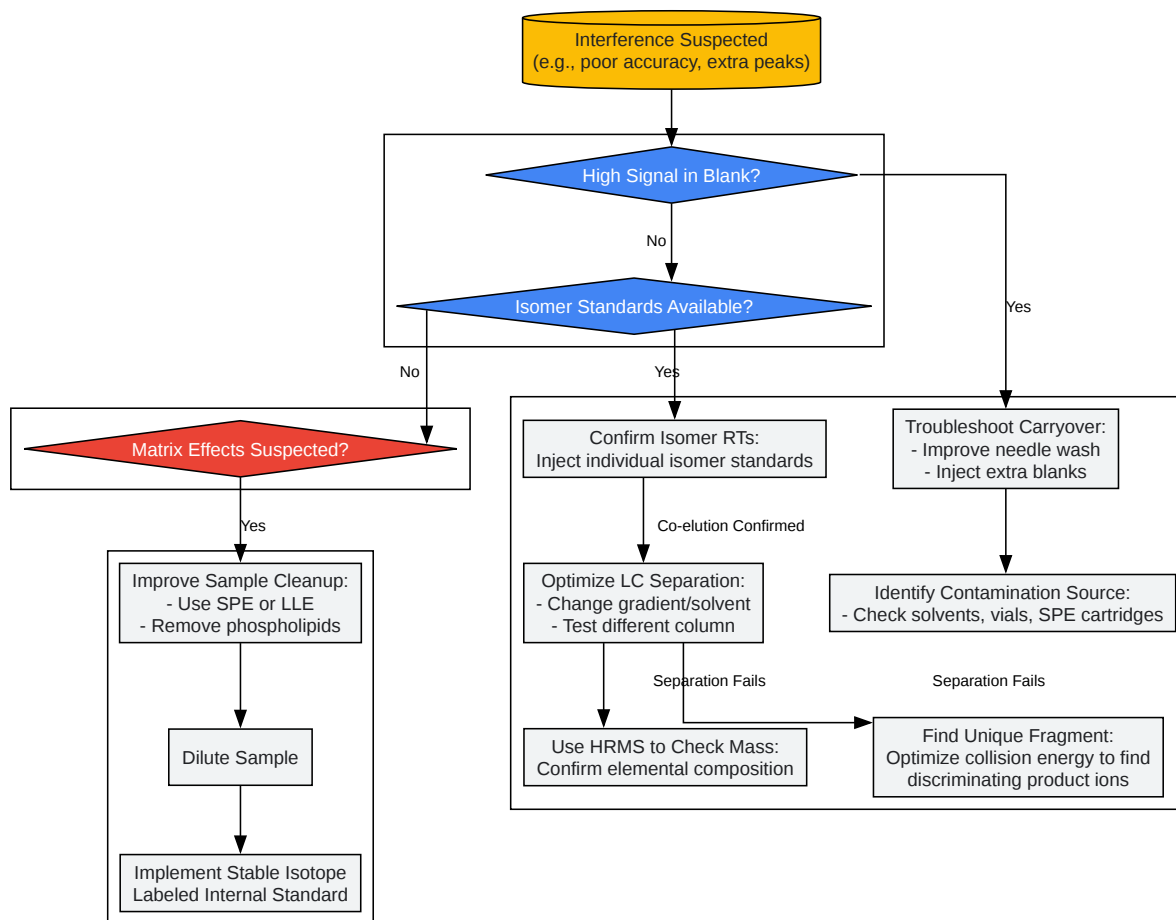 Interference Suspected
(e.g., poor accuracy, extra peaks)
High Signal in Blank?
No
Isomer Standards Available?
Yes
No
Yes
Matrix Effects Suspected?
Confirm Isomer RTs:
Inject individual isomer standards
Troubleshoot Carryover:
- Improve needle wash
- Inject extra blanks
Yes
Co-elution Confirmed
Improve Sample Cleanup:
- Use SPE or LLE
- Remove phospholipids
Optimize LC Separation:
- Change gradient/solvent
- Test different column
Identify Contamination Source:
- Check solvents, vials, SPE cartridges
Separation Fails
Separation Fails
Dilute Sample
Use HRMS to Check Mass:
Confirm elemental composition
Find Unique Fragment:
Optimize collision energy to find
discriminating product ions
Implement Stable Isotope
Labeled Internal Standard